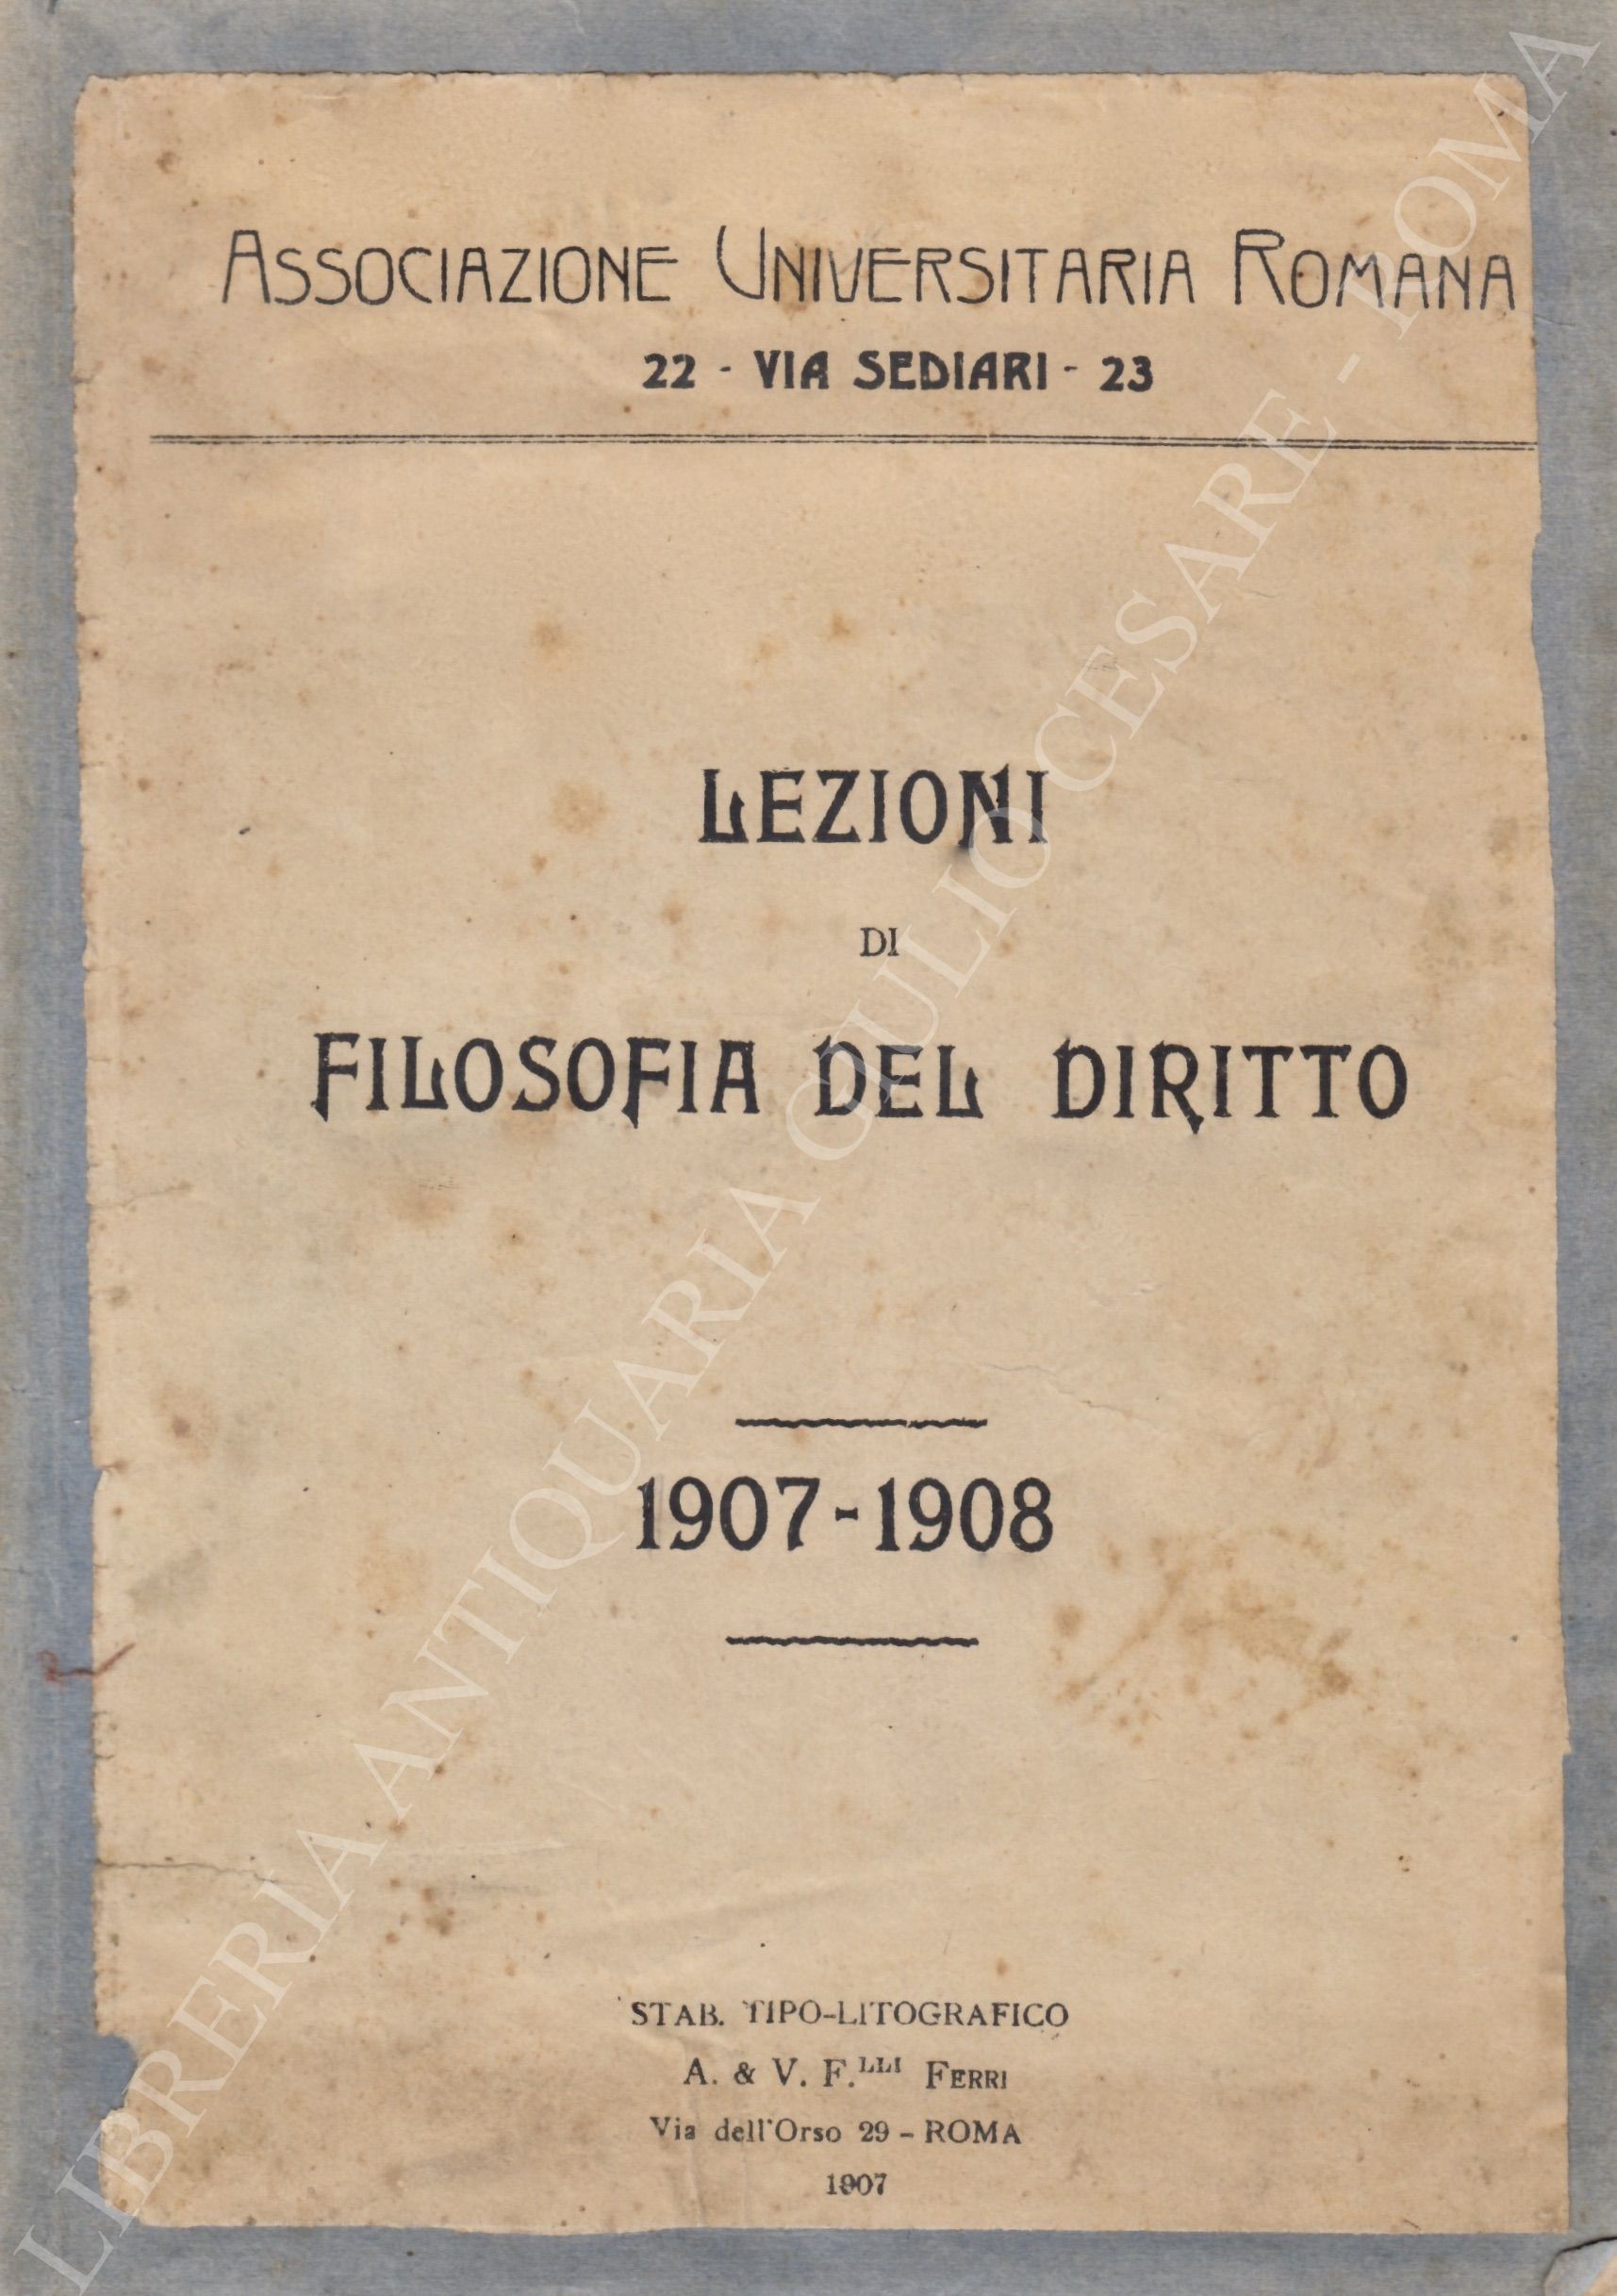 ASSOCIAZIONE UNIVERSITARIA ROMANA
22 - VIA SEDIARI - 23
LEZIONI
DI
FILOSOFIA DEL DIRITTO
1907-1908
STAB. TIPO-LITOGRAFICO
A. & V. F.LLI FERRI
Via dell'Orso 29 - ROMA
1907
LIBRERIA ANTIQUARIA GIULIO CESARE - ROMA